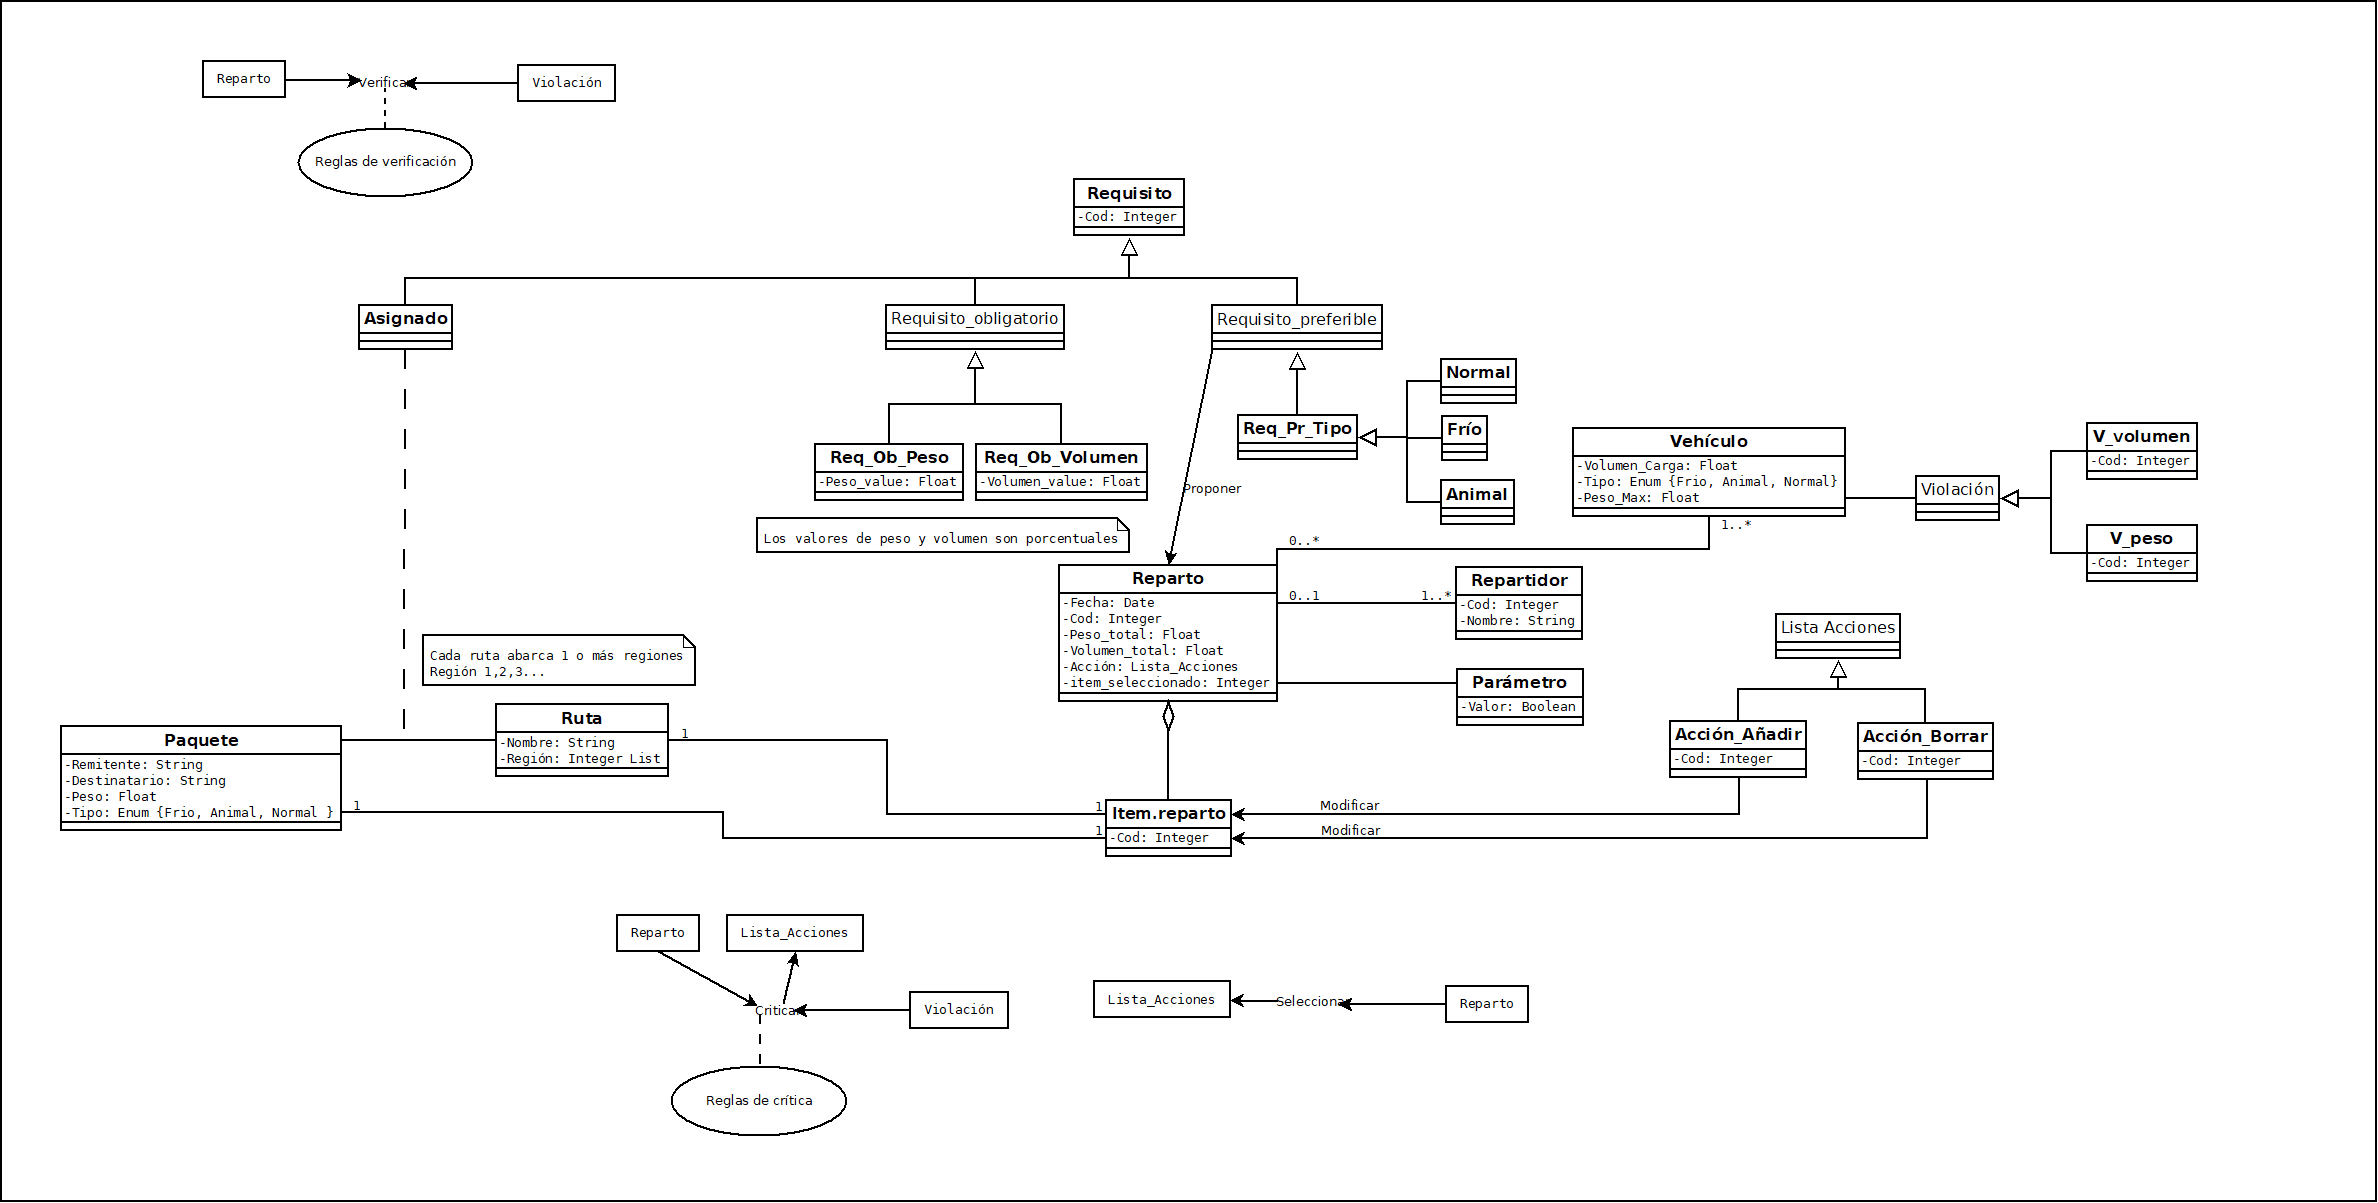 Reparto
Verificar
Violación
Reglas de verificación
Requisito
-Cod: Integer
Asignado
Requisito_obligatorio
Requisito_preferible
Normal
Req_Pr_Tipo
Frío
Animal
Req_Ob_Peso
-Peso_value: Float
Req_Ob_Volumen
-Volumen_value: Float
Proponer
Los valores de peso y volumen son porcentuales
Vehículo
-Volumen_Carga: Float
-Tipo: Enum {Frio, Animal, Normal}
-Peso_Max: Float
Violación
V_volumen
-Cod: Integer
V_peso
-Cod: Integer
1..*
0..*
Reparto
-Fecha: Date
-Cod: Integer
-Peso_total: Float
-Volumen_total: Float
-Acción: Lista_Acciones
-item_seleccionado: Integer
0..1
1..*
Repartidor
-Cod: Integer
-Nombre: String
Parámetro
-Valor: Boolean
Lista Acciones
Acción_Añadir
-Cod: Integer
Acción_Borrar
-Cod: Integer
Cada ruta abarca 1 o más regiones
Región 1,2,3...
Paquete
-Remitente: String
-Destinatario: String
-Peso: Float
-Tipo: Enum {Frio, Animal, Normal }
Ruta
-Nombre: String
-Región: Integer List
1
1
1
1
Item.reparto
-Cod: Integer
Modificar
Modificar
Reparto
Lista_Acciones
Criticar
Violación
Reglas de crítica
Lista_Acciones
Seleccionar
Reparto